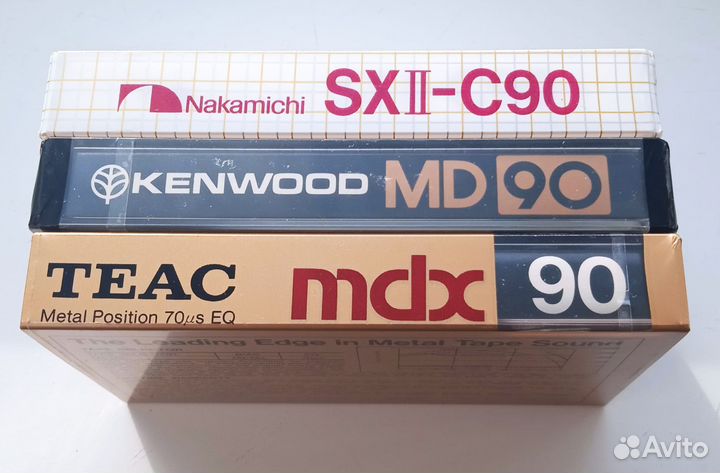 Nakamichi SXII-C90
KENWOOD MD 90
TEAC mdx 90
Metal Position 70µs EQ
The Leading Edge in Metal Tape Sound
Avito